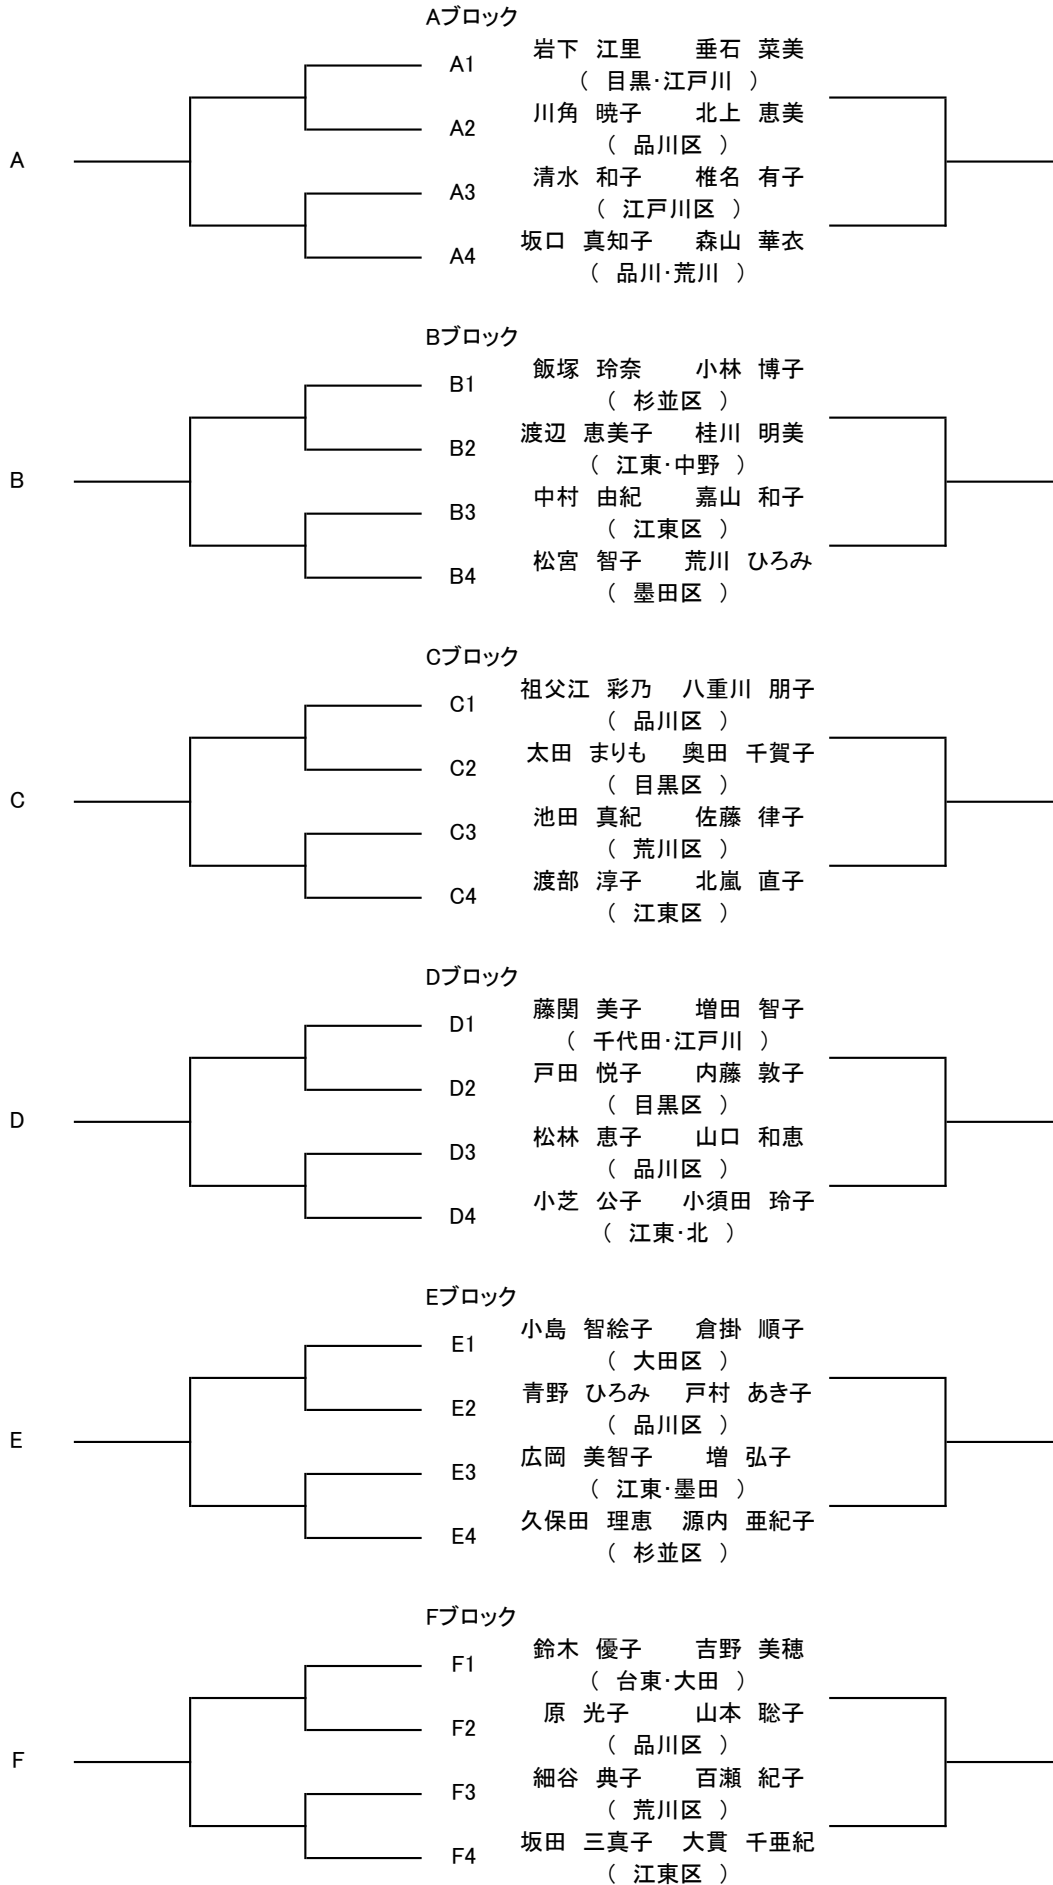 Aブロック
A1 岩下 江里 垂石 菜美
( 目黒・江戸川 )
A2 川角 暁子 北上 恵美
( 品川区 )
A
A3 清水 和子 椎名 有子
( 江戸川区 )
A4 坂口 真知子 森山 華衣
( 品川・荒川 )
Bブロック
B1 飯塚 玲奈 小林 博子
( 杉並区 )
B2 渡辺 恵美子 桂川 明美
( 江東・中野 )
B
B3 中村 由紀 嘉山 和子
( 江東区 )
B4 松宮 智子 荒川 ひろみ
( 墨田区 )
Cブロック
C1 祖父江 彩乃 八重川 朋子
( 品川区 )
C2 太田 まりも 奥田 千賀子
( 目黒区 )
C
C3 池田 真紀 佐藤 律子
( 荒川区 )
C4 渡部 淳子 北嵐 直子
( 江東区 )
Dブロック
D1 藤関 美子 増田 智子
( 千代田・江戸川 )
D2 戸田 悦子 内藤 敦子
( 目黒区 )
D
D3 松林 恵子 山口 和恵
( 品川区 )
D4 小芝 公子 小須田 玲子
( 江東・北 )
Eブロック
E1 小島 智絵子 倉掛 順子
( 大田区 )
E2 青野 ひろみ 戸村 あき子
( 品川区 )
E
E3 広岡 美智子 増 弘子
( 江東・墨田 )
E4 久保田 理恵 源内 亜紀子
( 杉並区 )
Fブロック
F1 鈴木 優子 吉野 美穂
( 台東・大田 )
F2 原 光子 山本 聡子
( 品川区 )
F
F3 細谷 典子 百瀬 紀子
( 荒川区 )
F4 坂田 三真子 大貫 千亜紀
( 江東区 )